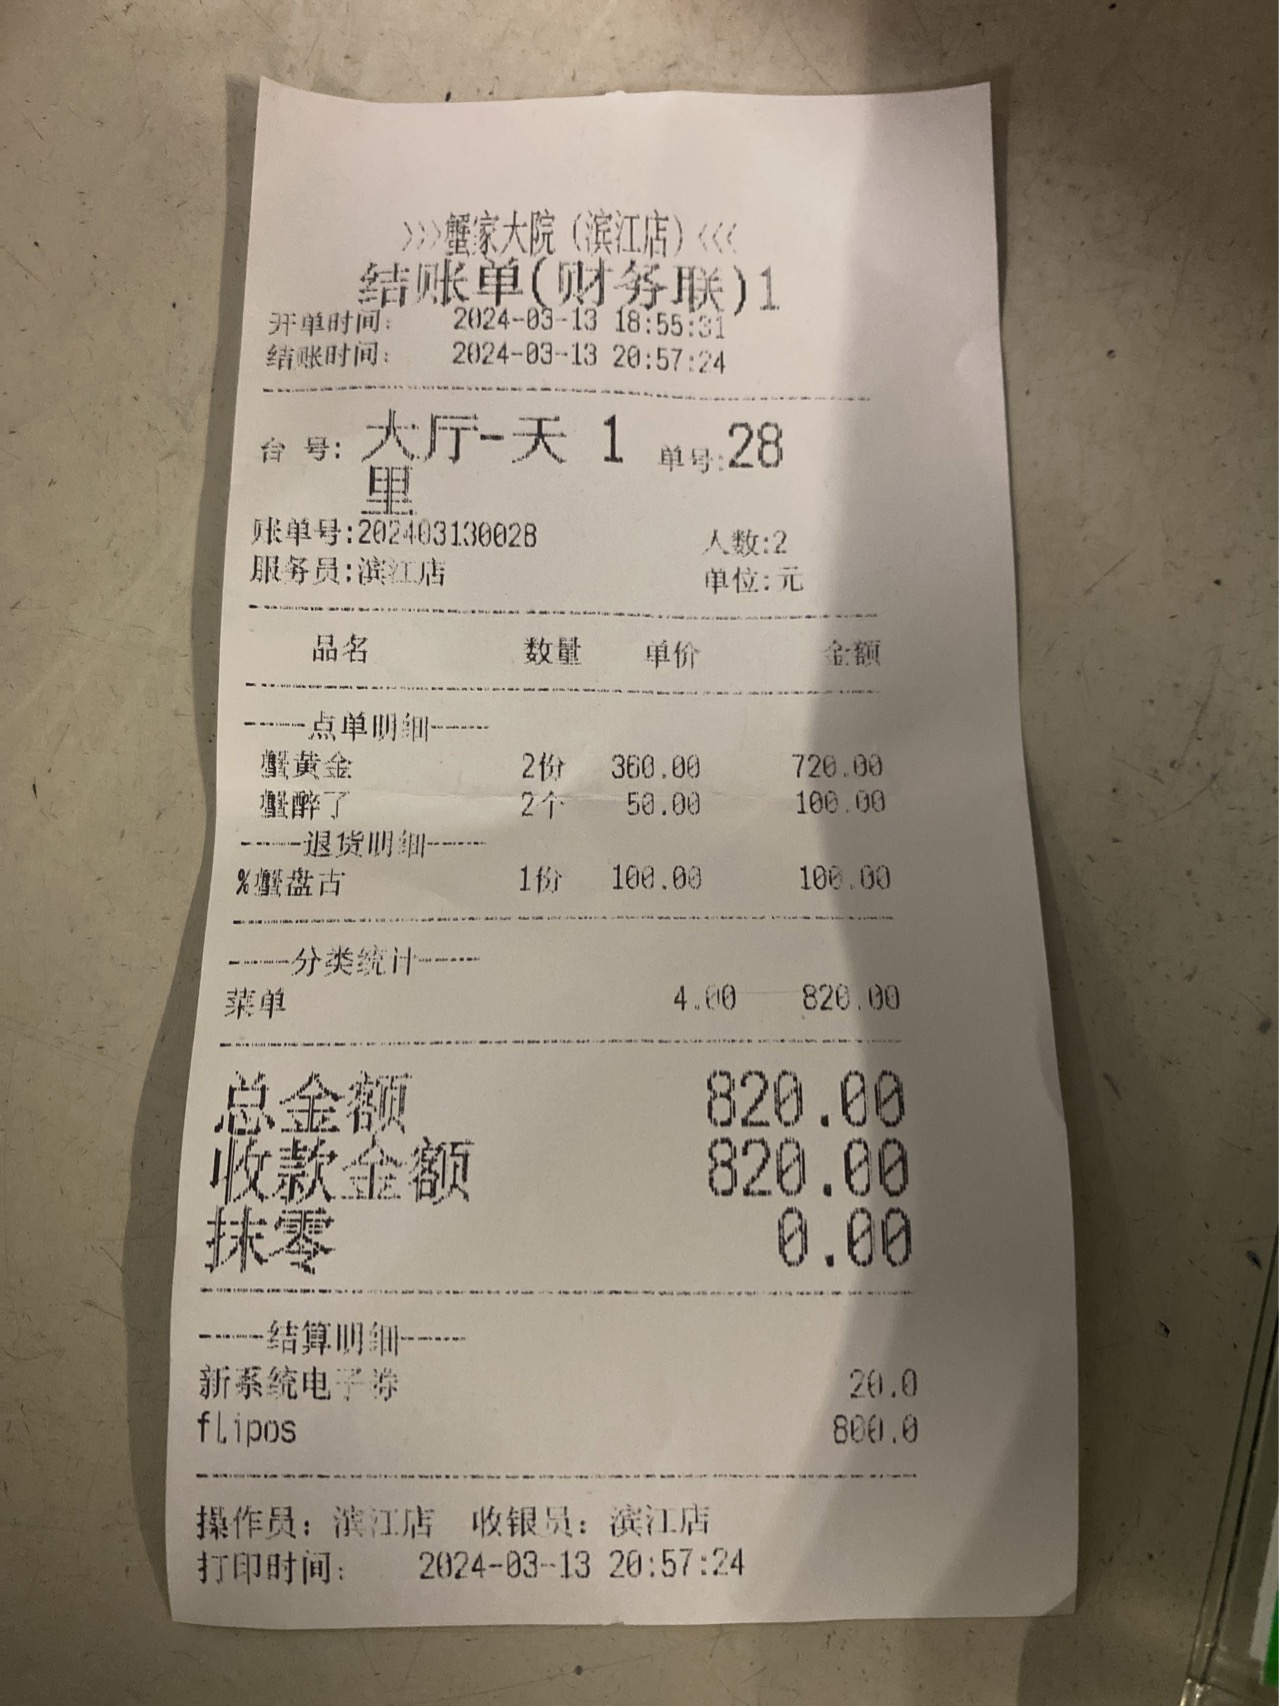 >>>蟹家大院（滨江店）<<<
结账单(财务联)1
开单时间: 2024-03-13 18:55:31
结账时间: 2024-03-13 20:57:24
台 号: 大厅-天 1 单号:28
里
账单号:202403130028 人数:2
服务员:滨江店 单位:元
品名 数量 单价 金额
-----点单明细-----
蟹黄金 2份 360.00 720.00
蟹醉了 2个 50.00 100.00
-----退货明细-----
%蟹盘古 1份 100.00 100.00
-----分类统计-----
菜单 4.00 820.00
总金额 820.00
收款金额 820.00
抹零 0.00
-----结算明细-----
新系统电子券 20.0
flipos 800.0
操作员: 滨江店 收银员: 滨江店
打印时间: 2024-03-13 20:57:24